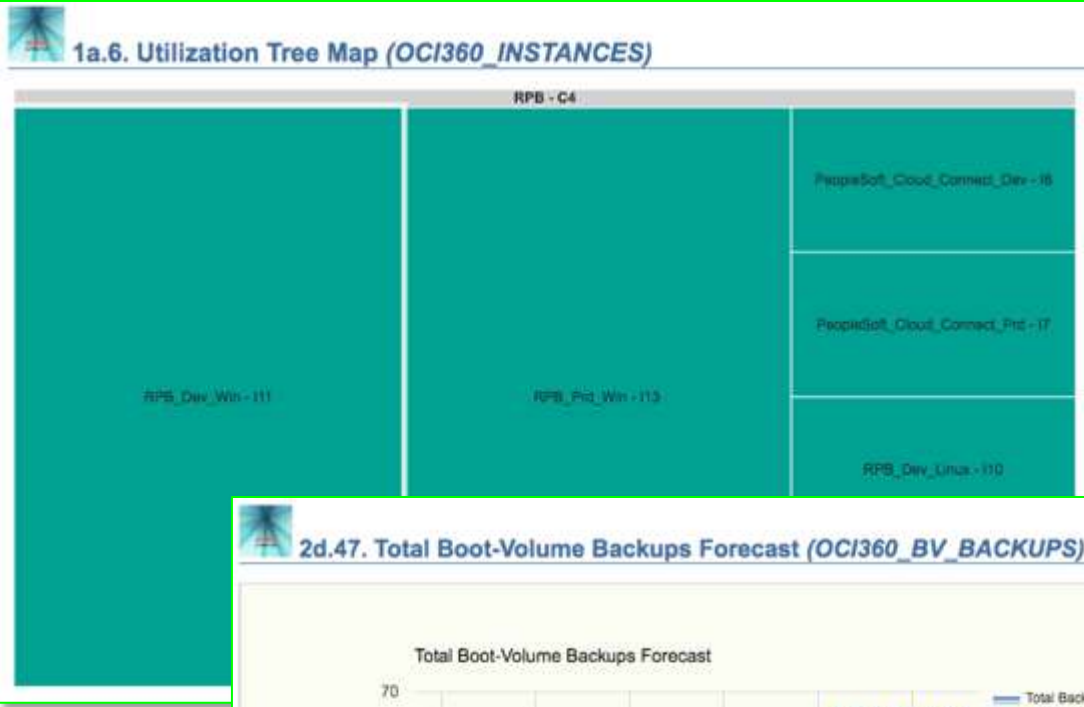 1a.6. Utilization Tree Map (OCI360_INSTANCES)
RPB - C4
PeopleSoft_Cloud_Connect_Dev - I6
PeopleSoft_Cloud_Connect_Prd - I7
RPB_Dev_Win - I11
RPB_Prd_Win - I13
RPB_Dev_Linux - I10
2d.47. Total Boot-Volume Backups Forecast (OCI360_BV_BACKUPS)
Total Boot-Volume Backups Forecast
70
Total